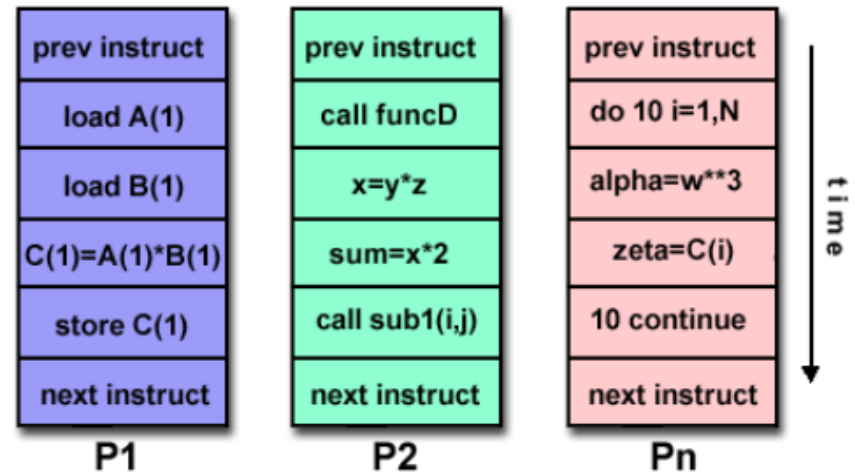 prev instruct
load A(1)
load B(1)
C(1)=A(1)*B(1)
store C(1)
next instruct
P1
prev instruct
call funcD
x=y*z
sum=x*2
call sub1(i,j)
next instruct
P2
prev instruct
do 10 i=1,N
alpha=w**3
zeta=C(i)
10 continue
next instruct
Pn
time